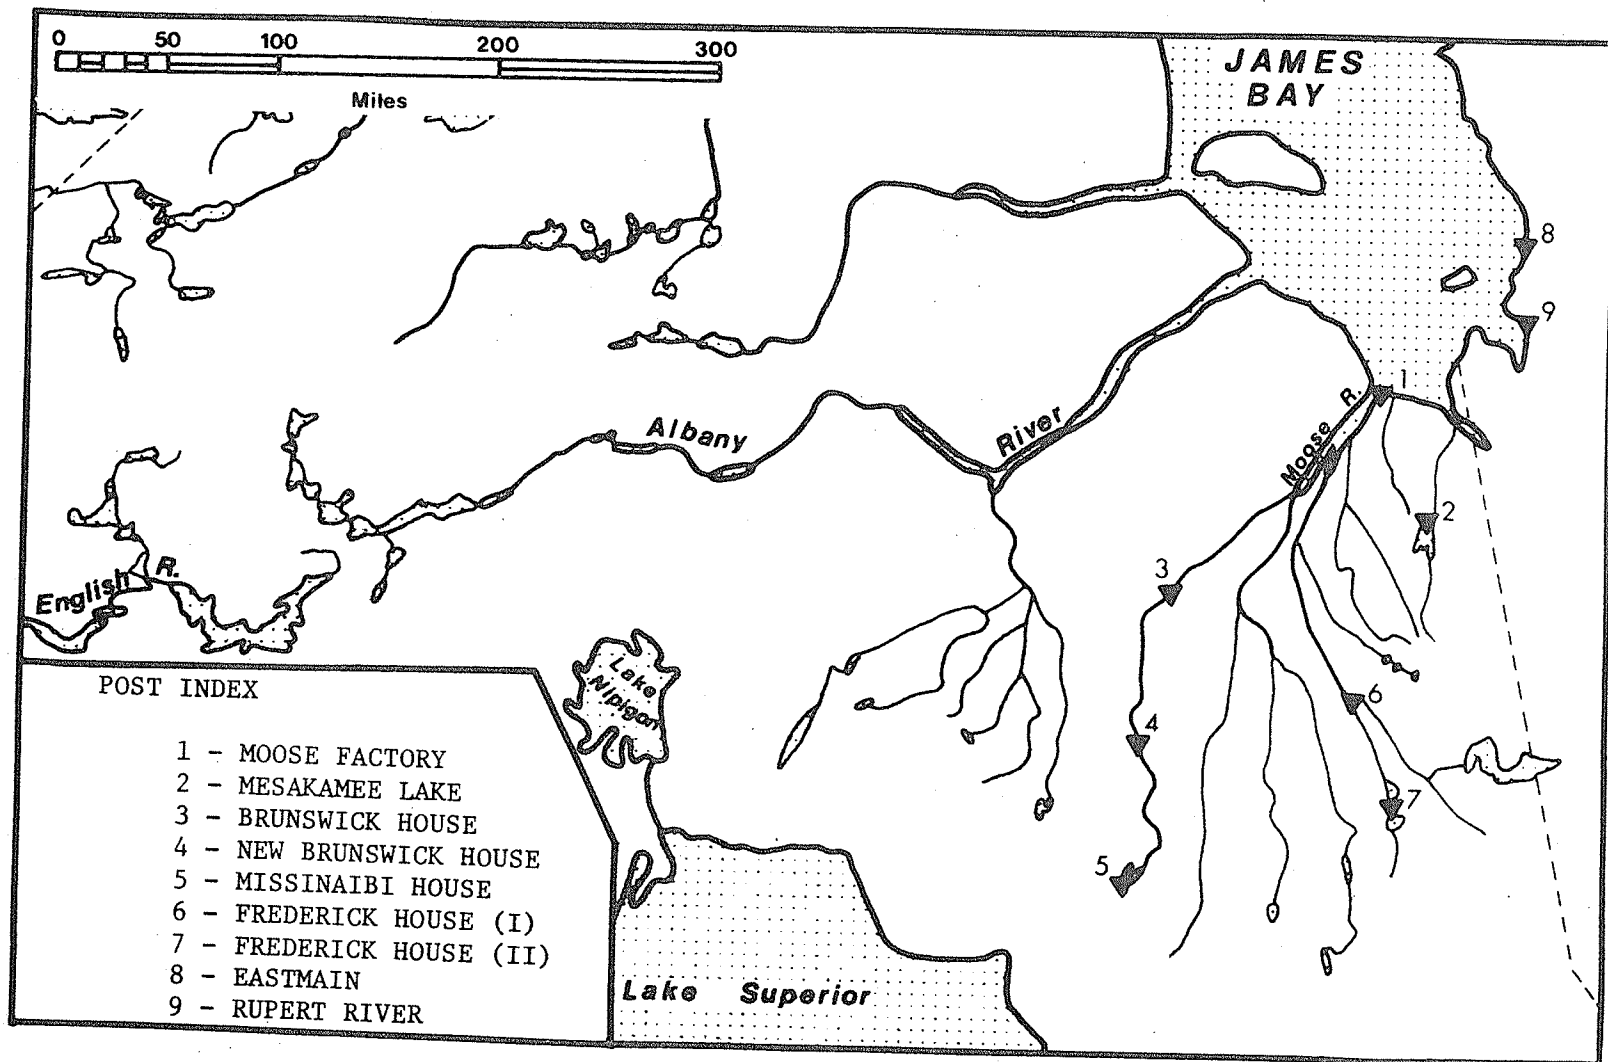 0 50 100 200 300
Miles
JAMES
BAY
8
9
1
Moose R.
Albany River
2
English R.
3
Lake
Nipigon
6
4
7
5
Lake Superior
POST INDEX
1 - MOOSE FACTORY
2 - MESAKAMEE LAKE
3 - BRUNSWICK HOUSE
4 - NEW BRUNSWICK HOUSE
5 - MISSINAIBI HOUSE
6 - FREDERICK HOUSE (I)
7 - FREDERICK HOUSE (II)
8 - EASTMAIN
9 - RUPERT RIVER